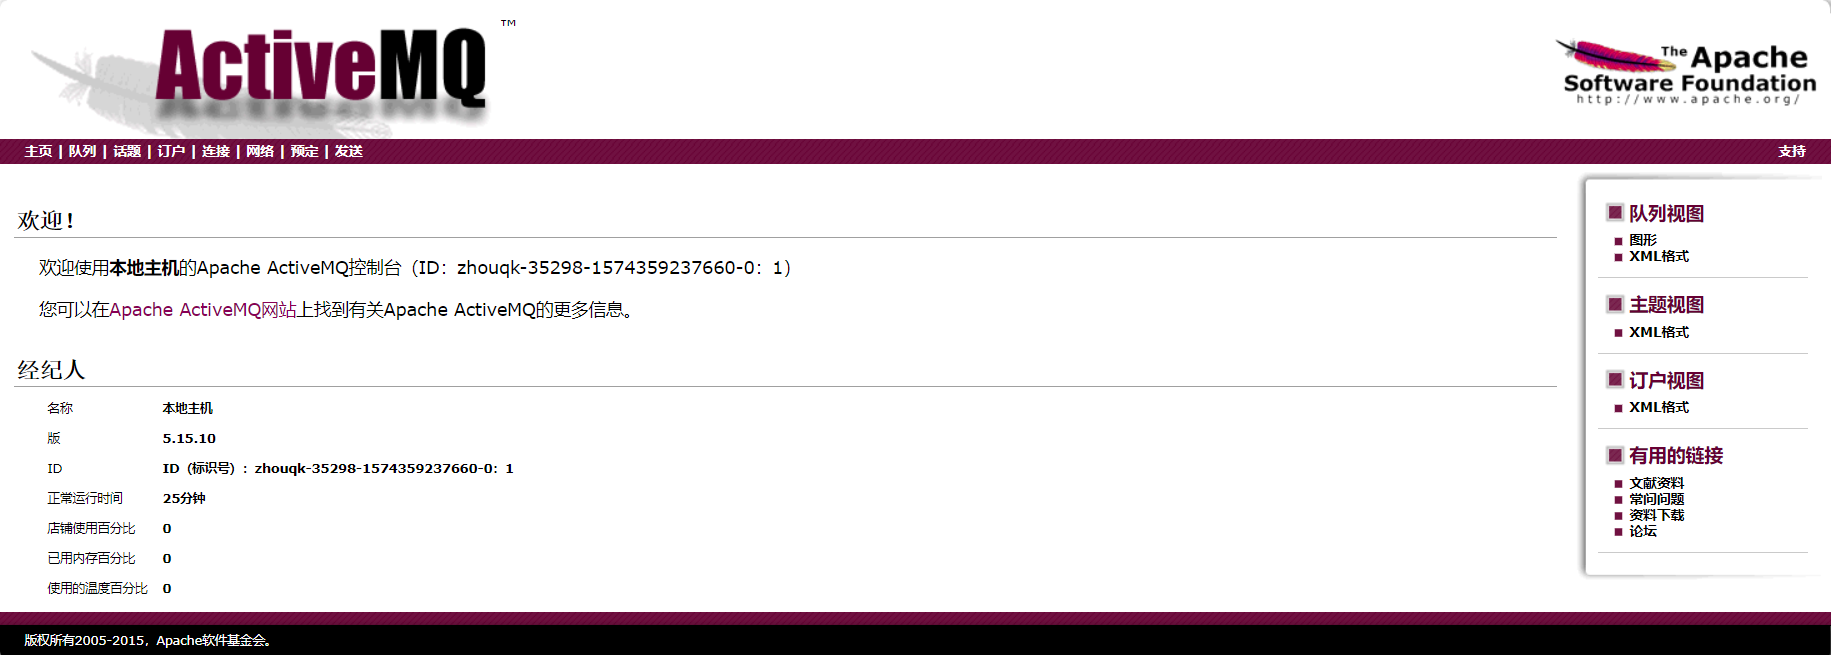 ActiveMQ™
The Apache
Software Foundation
http://www.apache.org/
主页 | 队列 | 话题 | 订户 | 连接 | 网络 | 预定 | 发送
支持
欢迎！
欢迎使用本地主机的Apache ActiveMQ控制台（ID：zhouqk-35298-1574359237660-0：1）
您可以在Apache ActiveMQ网站上找到有关Apache ActiveMQ的更多信息。
经纪人
名称 本地主机
版 5.15.10
ID ID（标识号）：zhouqk-35298-1574359237660-0：1
正常运行时间 25分钟
店铺使用百分比 0
已用内存百分比 0
使用的温度百分比 0
队列视图
图形
XML格式
主题视图
XML格式
订户视图
XML格式
有用的链接
文献资料
常问问题
资料下载
论坛
版权所有2005-2015，Apache软件基金会。